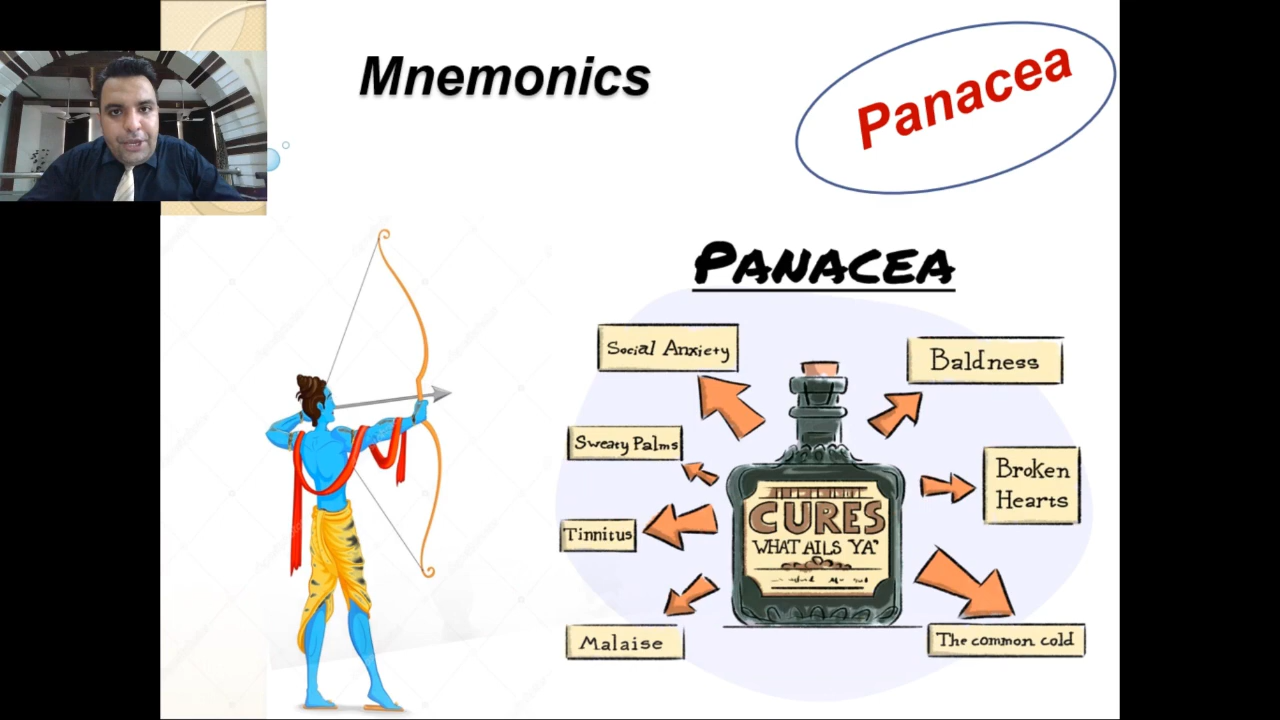 Mnemonics
Panacea
PANACEA
Social Anxiety
Baldness
Sweaty Palms
Broken
Hearts
Tinnitus
CURES
WHAT AILS YA'
Malaise
The common cold